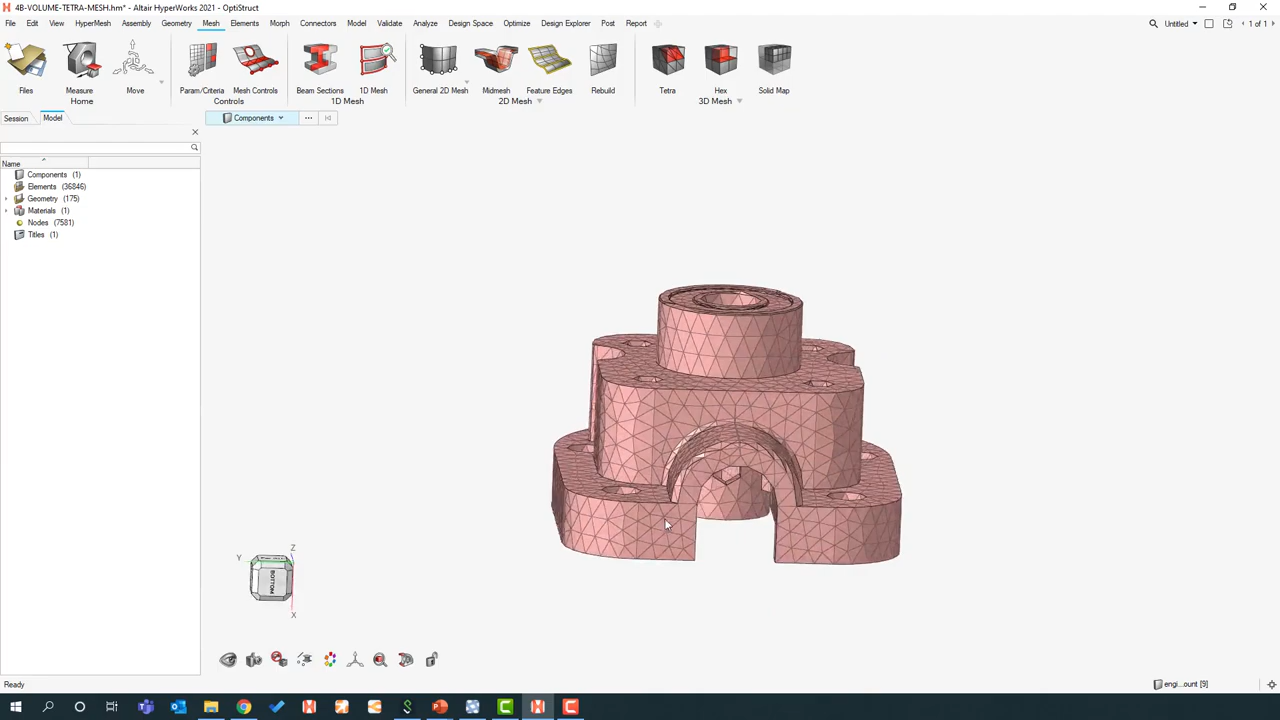 4B-VOLUME-TETRA-MESH.hm* - Altair HyperWorks 2021 - OptiStruct
File Edit View HyperMesh Assembly Geometry Mesh Elements Morph Connectors Model Validate Analyze Design Space Optimize Design Explorer Post Report Untitled 1 of 1
Files Measure Move Param/Criteria Mesh Controls Beam Sections 1D Mesh General 2D Mesh Midmesh Feature Edges Rebuild Tetra Hex Solid Map
Home Controls 1D Mesh 2D Mesh 3D Mesh
Session Model Components
Name
Components (1)
Elements (36846)
Geometry (175)
Materials (1)
Nodes (7581)
Titles (1)
Z
Y
BOTTOM
X
Ready engi...ount [9]